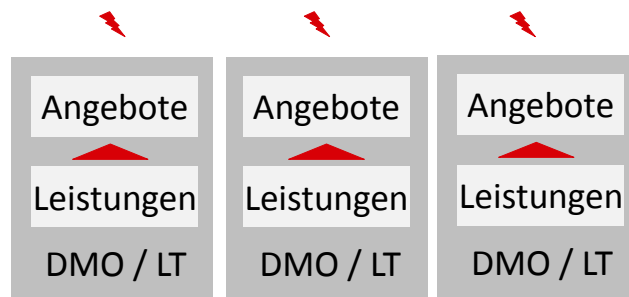 Angebote
Leistungen
DMO / LT
Angebote
Leistungen
DMO / LT
Angebote
Leistungen
DMO / LT